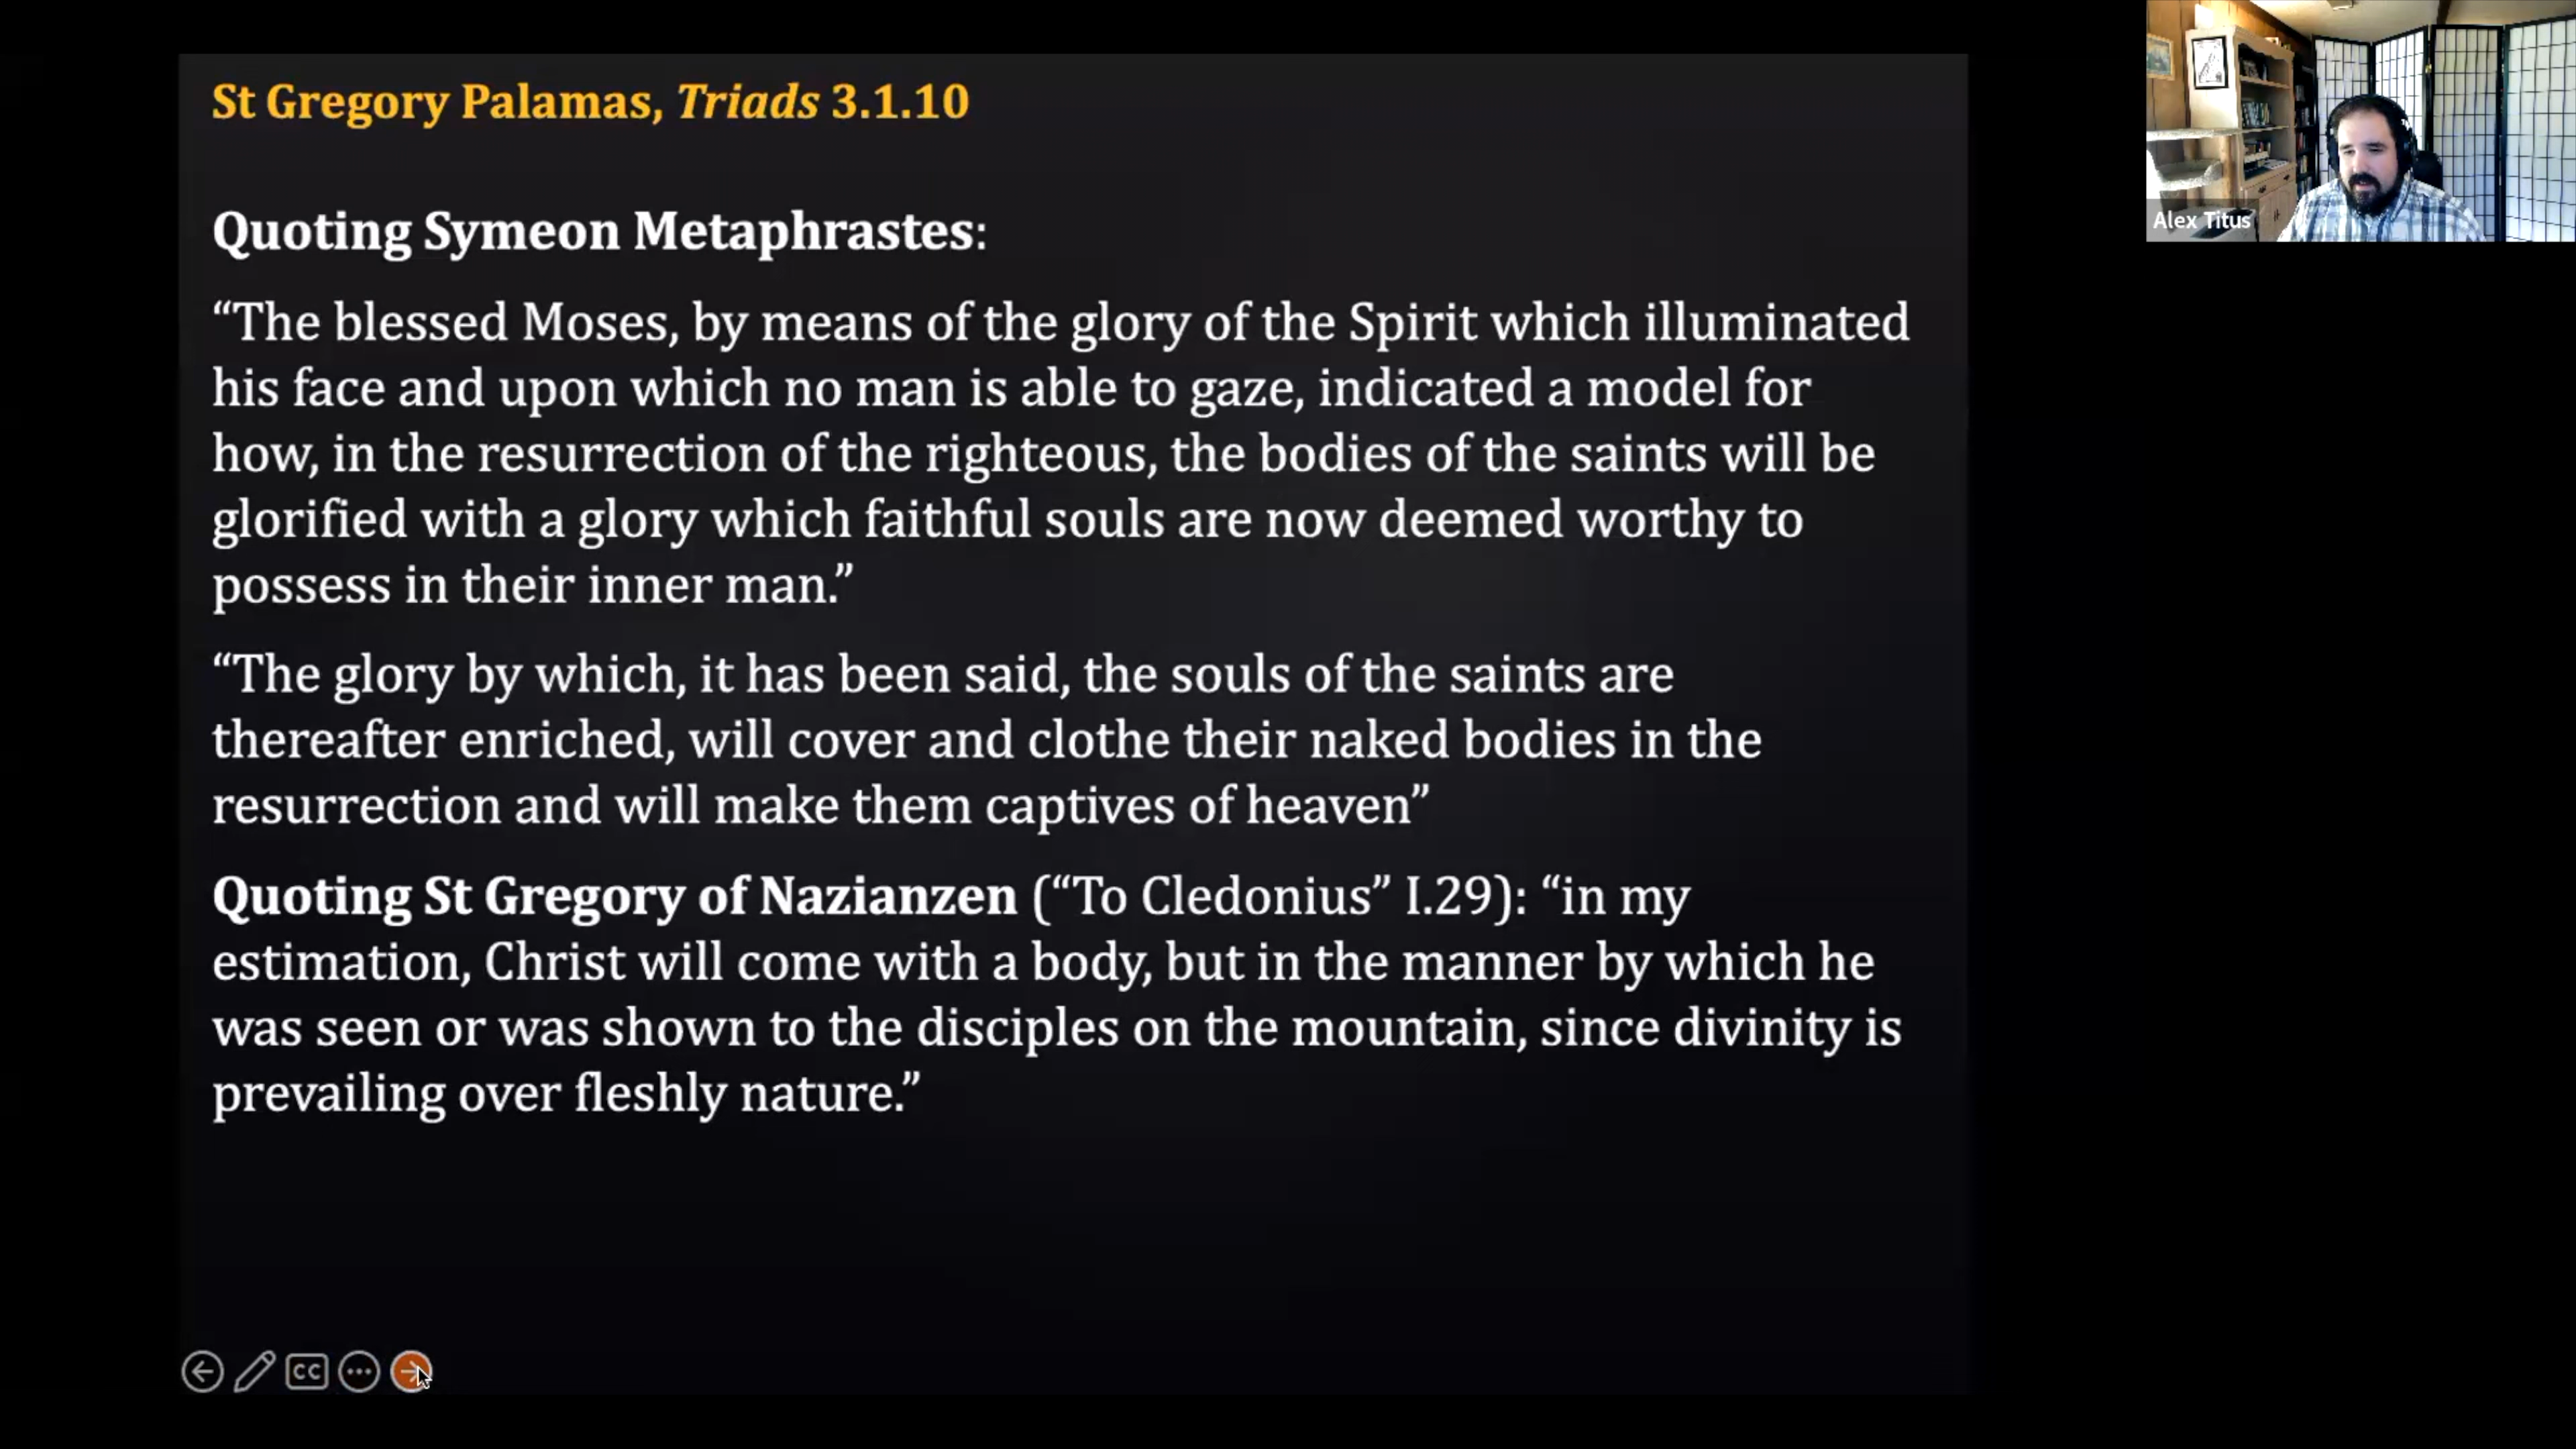 St Gregory Palamas, Triads 3.1.10
Quoting Symeon Metaphrastes:
“The blessed Moses, by means of the glory of the Spirit which illuminated
his face and upon which no man is able to gaze, indicated a model for
how, in the resurrection of the righteous, the bodies of the saints will be
glorified with a glory which faithful souls are now deemed worthy to
possess in their inner man.”
“The glory by which, it has been said, the souls of the saints are
thereafter enriched, will cover and clothe their naked bodies in the
resurrection and will make them captives of heaven”
Quoting St Gregory of Nazianzen (“To Cledonius” I.29): “in my
estimation, Christ will come with a body, but in the manner by which he
was seen or was shown to the disciples on the mountain, since divinity is
prevailing over fleshly nature.”
CC
Alex Titus